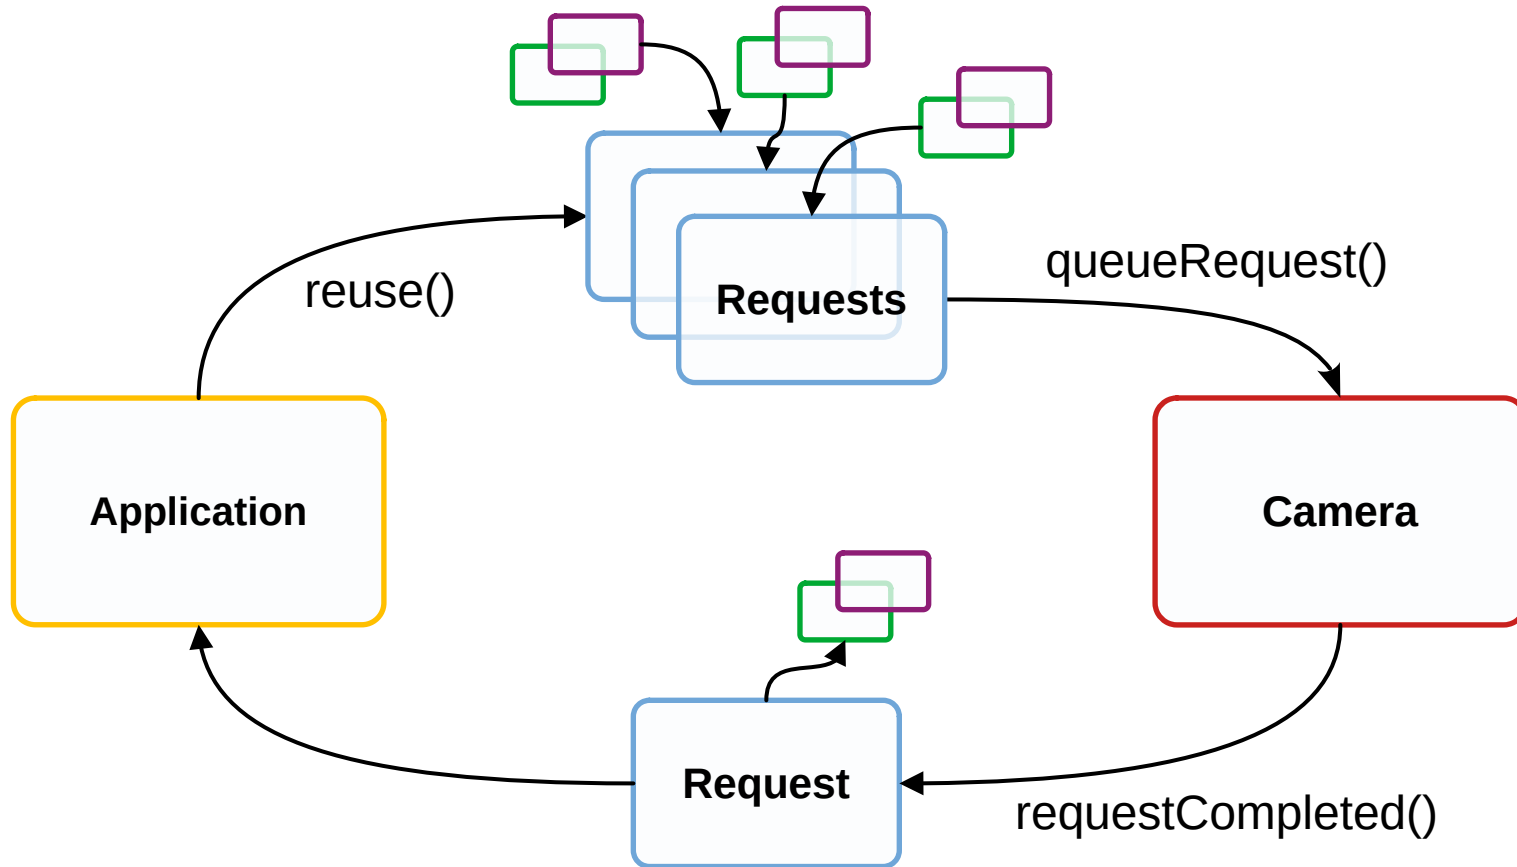 reuse()
Requests
queueRequest()
Application
Camera
Request
requestCompleted()